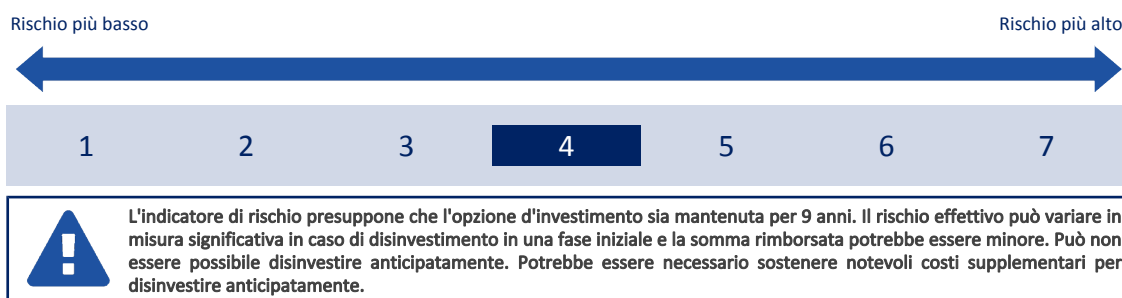 Rischio più basso Rischio più alto
1 2 3 4 5 6 7
L'indicatore di rischio presuppone che l'opzione d'investimento sia mantenuta per 9 anni. Il rischio effettivo può variare in
misura significativa in caso di disinvestimento in una fase iniziale e la somma rimborsata potrebbe essere minore. Può non
essere possibile disinvestire anticipatamente. Potrebbe essere necessario sostenere notevoli costi supplementari per
disinvestire anticipatamente.